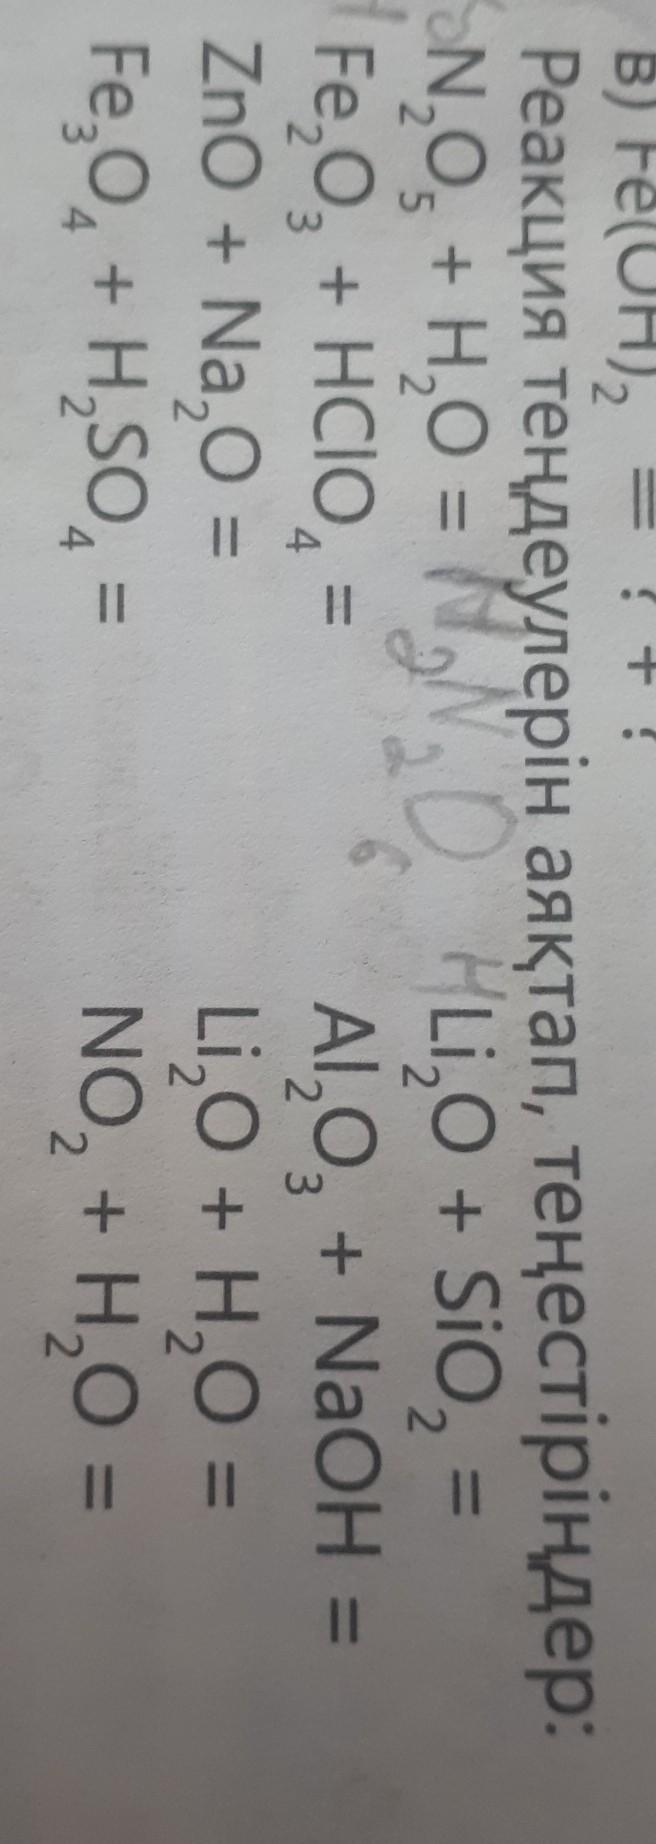 в) Fe(OH)₂ = ? + ?
Реакция теңдеулерін аяқтап, теңестіріңдер:
N₂O₅ + H₂O = H₂N₂O₆ Li₂O + SiO₂ =
Fe₂O₃ + HClO₄ = Al₂O₃ + NaOH =
ZnO + Na₂O = Li₂O + H₂O =
Fe₃O₄ + H₂SO₄ = NO₂ + H₂O =